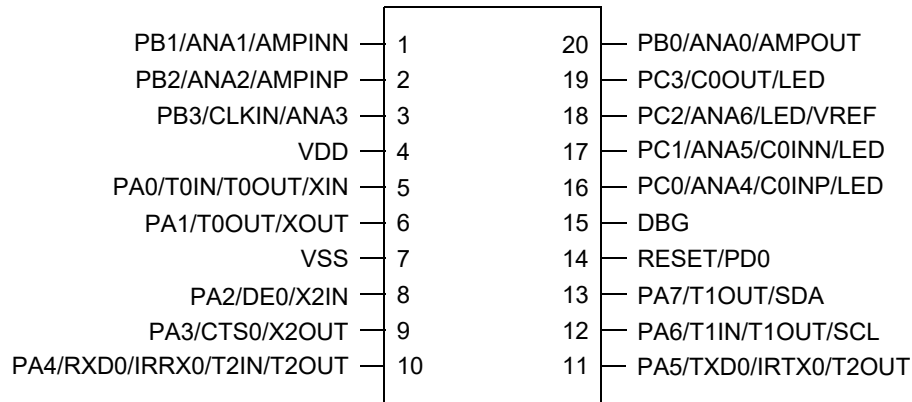 PB1/ANA1/AMPINN 1 20 PB0/ANA0/AMPOUT
PB2/ANA2/AMPINP 2 19 PC3/C0OUT/LED
PB3/CLKIN/ANA3 3 18 PC2/ANA6/LED/VREF
VDD 4 17 PC1/ANA5/C0INN/LED
PA0/T0IN/T0OUT/XIN 5 16 PC0/ANA4/C0INP/LED
PA1/T0OUT/XOUT 6 15 DBG
VSS 7 14 RESET/PD0
PA2/DE0/X2IN 8 13 PA7/T1OUT/SDA
PA3/CTS0/X2OUT 9 12 PA6/T1IN/T1OUT/SCL
PA4/RXD0/IRRX0/T2IN/T2OUT 10 11 PA5/TXD0/IRTX0/T2OUT